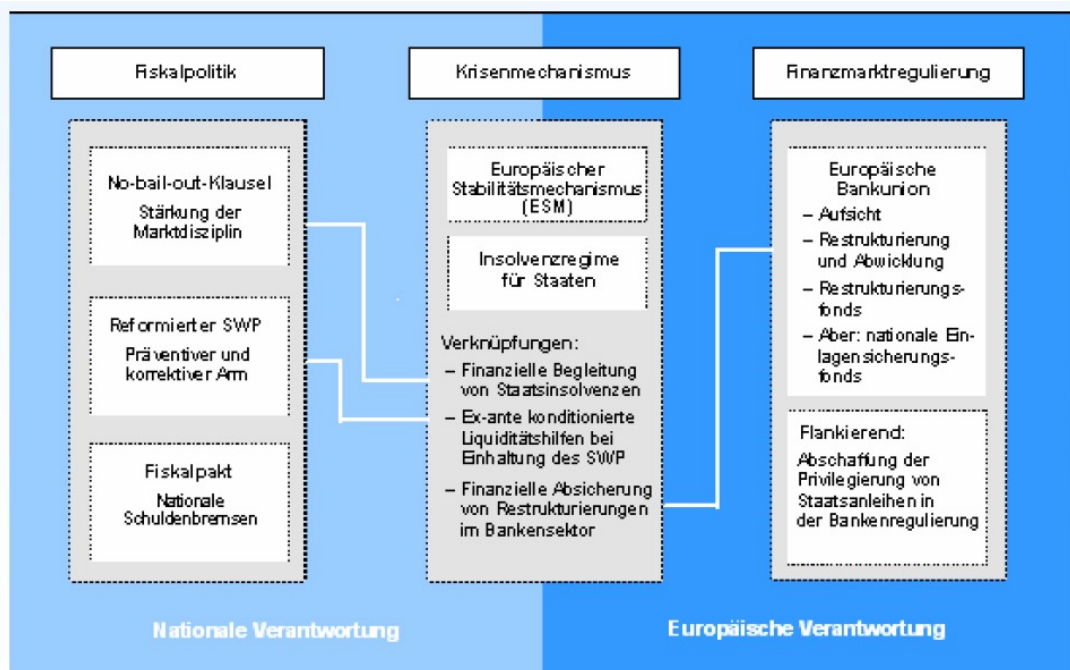 Fiskalpolitik
No-bail-out-Klausel
Stärkung der
Marktdisziplin
Reformierter SWP
Präventiver und
korrektiver Arm
Fiskalpakt
Nationale
Schuldenbremsen
Krisenmechanismus
Europäischer
Stabilitätsmechanismus
(ESM)
Insolvenzregime
für Staaten
Verknüpfungen:
– Finanzielle Begleitung
von Staatsinsolvenzen
– Ex-ante konditionierte
Liquiditätshilfen bei
Einhaltung des SWP
– Finanzielle Absicherung
von Restrukturierungen
im Bankensektor
Finanzmarktregulierung
Europäische
Bankunion
– Aufsicht
– Restrukturierung
und Abwicklung
– Restrukturierungs-
fonds
– Aber: nationale Ein-
lagensicherungs-
fonds
Flankierend:
Abschaffung der
Privilegierung von
Staatsanleihen in
der Bankenregulierung
Nationale Verantwortung
Europäische Verantwortung